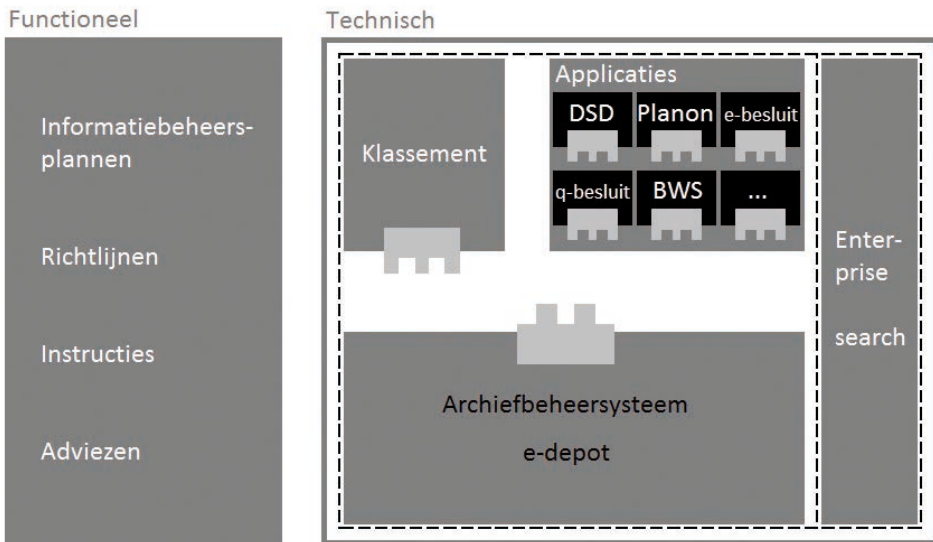 Functioneel
Informatiebeheers-
plannen
Richtlijnen
Instructies
Adviezen
Technisch
Klassement
Applicaties
DSD
Planon
e-besluit
q-besluit
BWS
...
Archiefbeheersysteem
e-depot
Enter-
prise
search